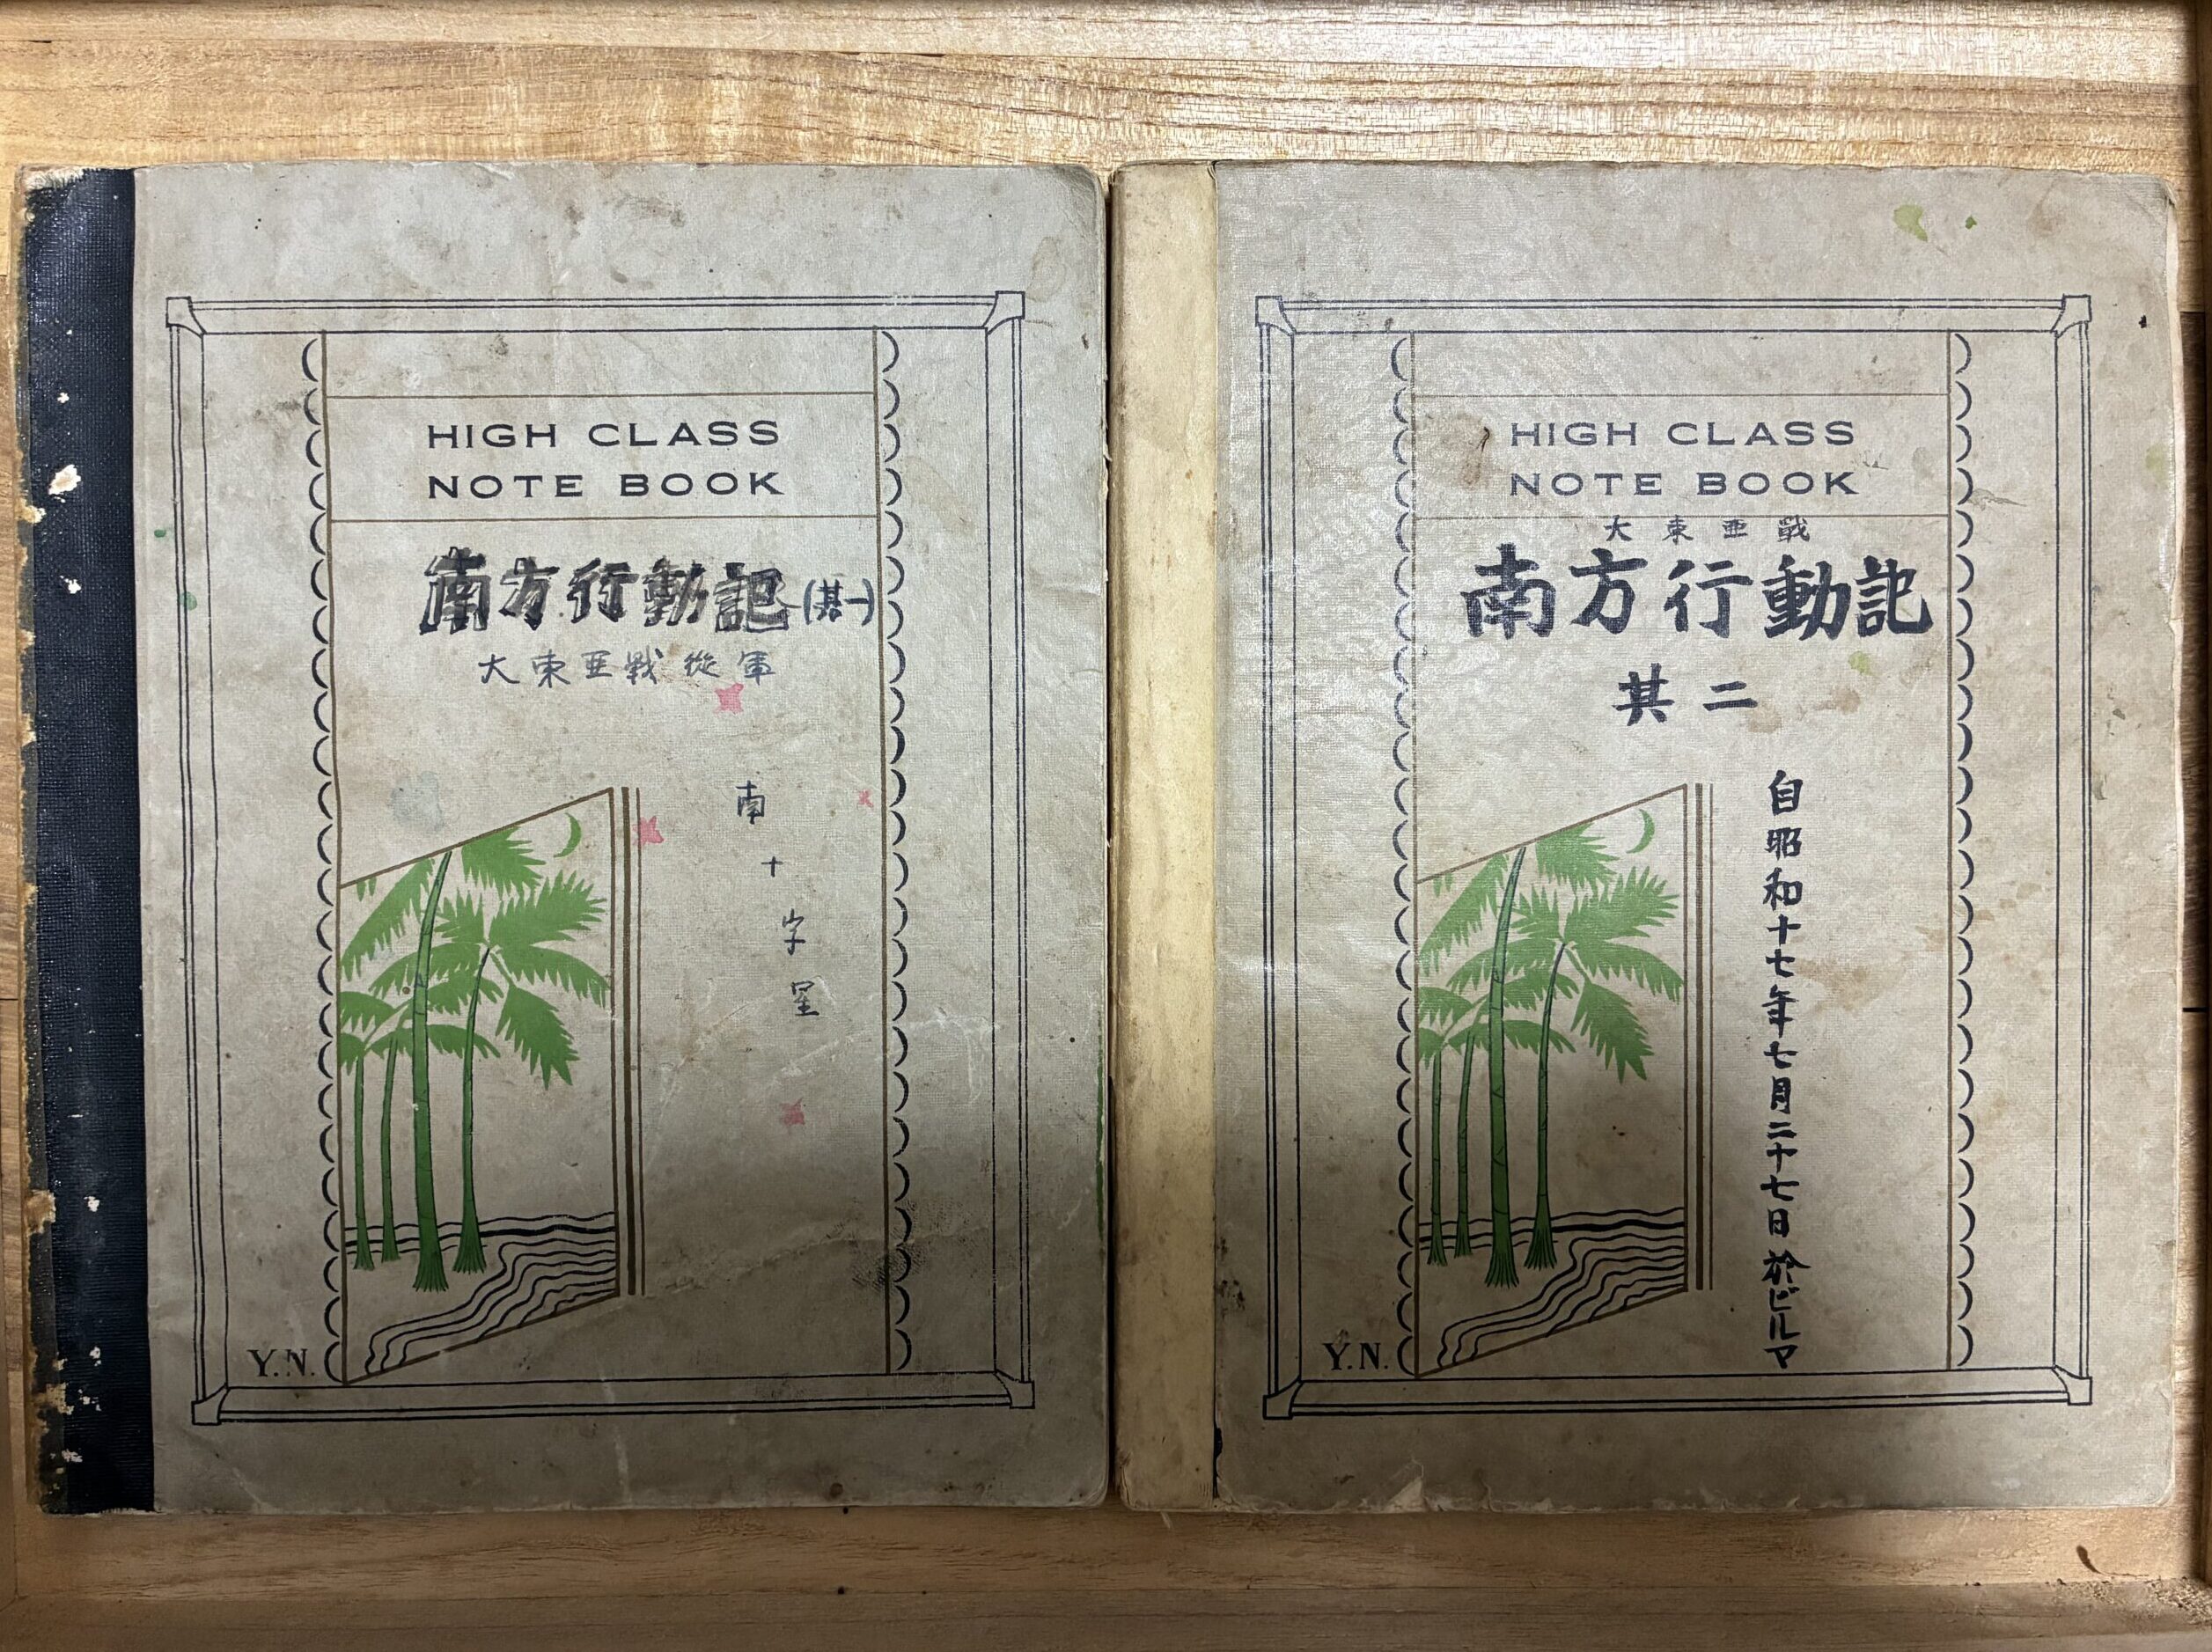 HIGH CLASS
NOTE BOOK
南方行動記(其一)
大東亜戦従軍
南十字星
Y.N.
HIGH CLASS
NOTE BOOK
大東亜戦
南方行動記
其二
自昭和十七年七月二十七日於ビルマ
Y.N.